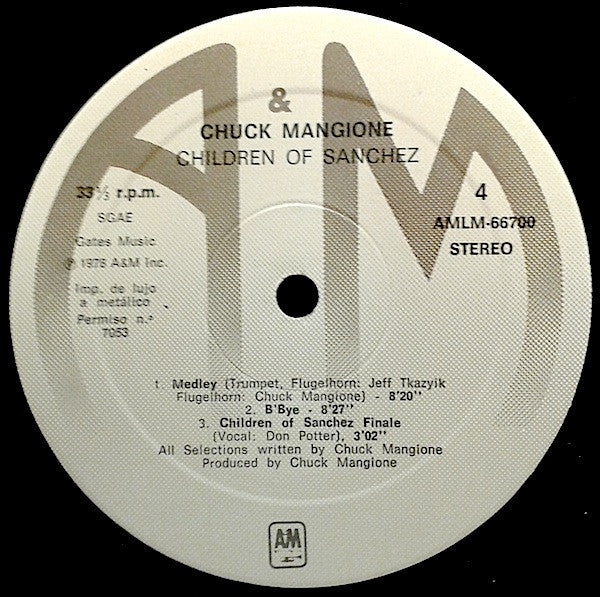 &
CHUCK MANGIONE
CHILDREN OF SANCHEZ
33⅓ r.p.m.
SGAE
Gates Music
℗ 1978 A&M Inc.
Imp. de lujo
a metálico
Permiso n.º
7053
4
AMLM-66700
STEREO
1. Medley (Trumpet, Flugelhorn: Jeff Tkazyik
Flugelhorn: Chuck Mangione) - 8'20''
2. B'Bye - 8'27''
3. Children of Sanchez Finale
(Vocal: Don Potter), 3'02''
All Selections written by Chuck Mangione
Produced by Chuck Mangione
AM